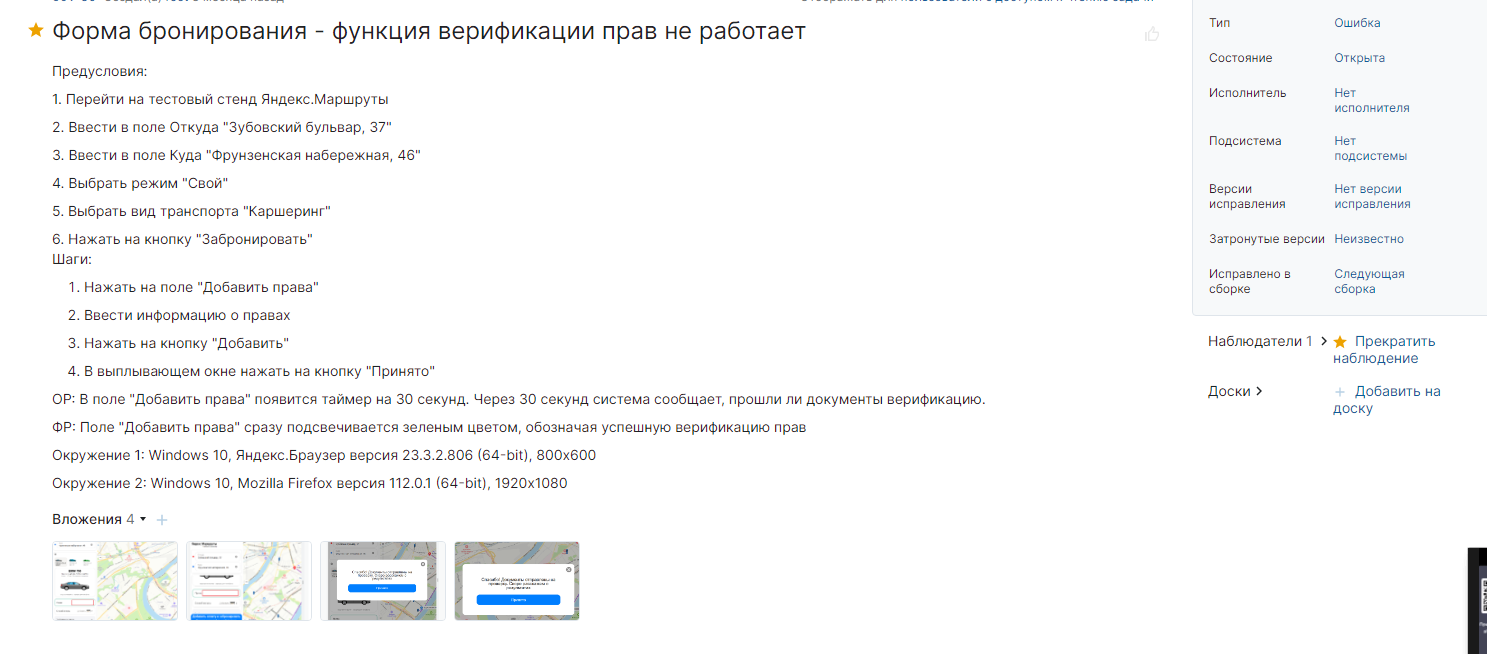 Форма бронирования - функция верификации прав не работает
Предусловия:
1. Перейти на тестовый стенд Яндекс.Маршруты
2. Ввести в поле Откуда "Зубовский бульвар, 37"
3. Ввести в поле Куда "Фрунзенская набережная, 46"
4. Выбрать режим "Свой"
5. Выбрать вид транспорта "Каршеринг"
6. Нажать на кнопку "Забронировать"
Шаги:
1. Нажать на поле "Добавить права"
2. Ввести информацию о правах
3. Нажать на кнопку "Добавить"
4. В выплывающем окне нажать на кнопку "Принято"
ОР: В поле "Добавить права" появится таймер на 30 секунд. Через 30 секунд система сообщает, прошли ли документы верификацию.
ФР: Поле "Добавить права" сразу подсвечивается зеленым цветом, обозначая успешную верификацию прав
Окружение 1: Windows 10, Яндекс.Браузер версия 23.3.2.806 (64-bit), 800x600
Окружение 2: Windows 10, Mozilla Firefox версия 112.0.1 (64-bit), 1920x1080
Вложения 4
Тип Ошибка
Состояние Открыта
Исполнитель Нет
исполнителя
Подсистема Нет
подсистемы
Версии Нет версии
исправления исправления
Затронутые версии Неизвестно
Исправлено в Следующая
сборке сборка
Наблюдатели 1 Прекратить
наблюдение
Доски Добавить на
доску